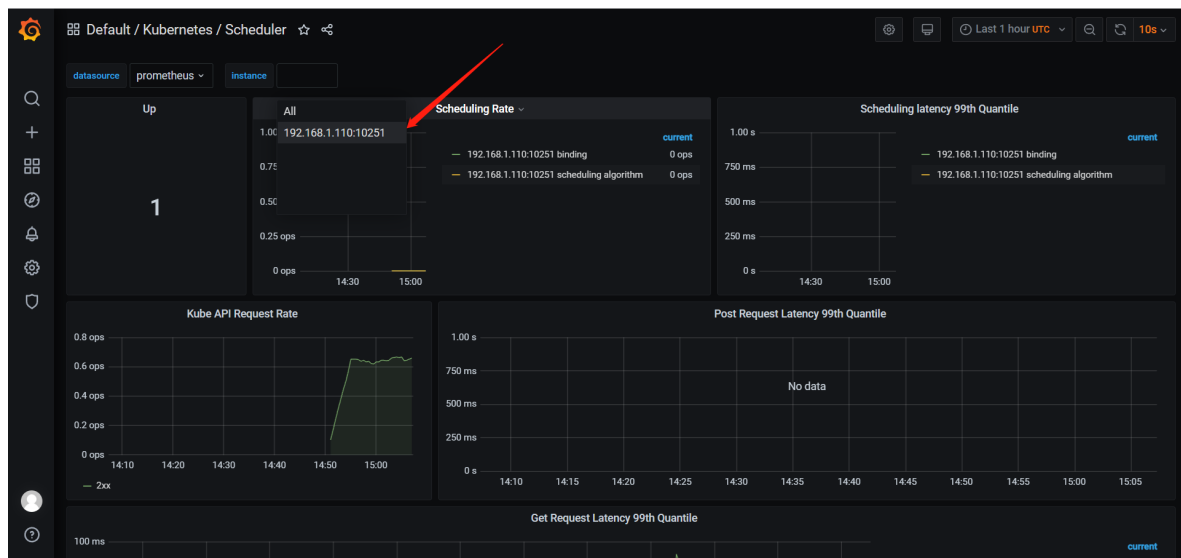 Default / Kubernetes / Scheduler
Last 1 hour UTC
10s
datasource
prometheus
instance
All
192.168.1.110:10251
Up
1
Scheduling Rate
1.00
0.75
0.50
0.25 ops
0 ops
14:30 15:00
current
192.168.1.110:10251 binding 0 ops
192.168.1.110:10251 scheduling algorithm 0 ops
Scheduling latency 99th Quantile
1.00 s
750 ms
500 ms
250 ms
0 s
14:30 15:00
current
192.168.1.110:10251 binding
192.168.1.110:10251 scheduling algorithm
Kube API Request Rate
0.8 ops
0.6 ops
0.4 ops
0.2 ops
0 ops
14:10 14:20 14:30 14:40 14:50 15:00
2xx
Post Request Latency 99th Quantile
1.00 s
750 ms
500 ms
250 ms
0 s
No data
14:10 14:15 14:20 14:25 14:30 14:35 14:40 14:45 14:50 14:55 15:00 15:05
Get Request Latency 99th Quantile
100 ms
current